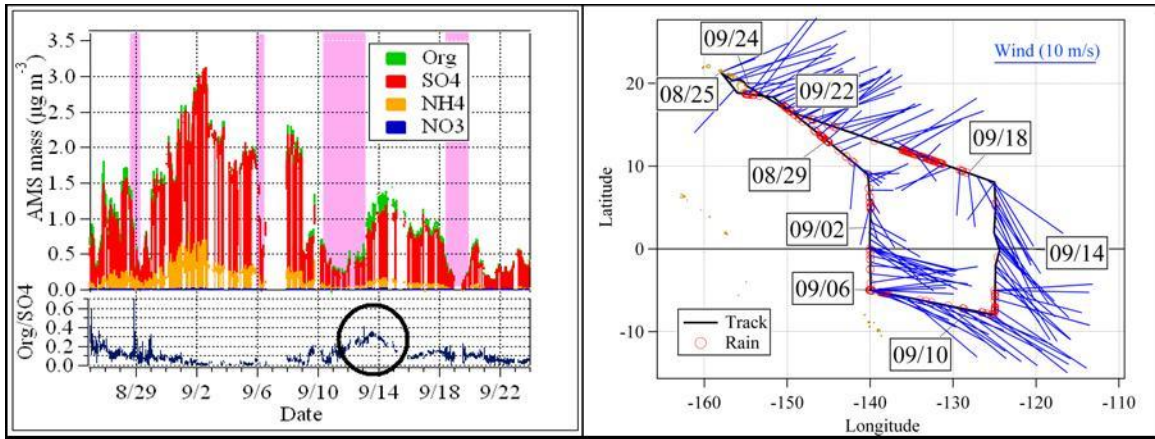 3.5
3.0
2.5
2.0
1.5
1.0
0.5
0.0
AMS mass (µg m⁻³)
Org
SO4
NH4
NO3
0.6
0.4
0.2
0.0
Org/SO4
8/29 9/2 9/6 9/10 9/14 9/18 9/22
Date
20
10
0
-10
Latitude
Wind (10 m/s)
09/24
08/25
09/22
09/18
08/29
09/02
09/14
09/06
09/10
Track
Rain
-160 -150 -140 -130 -120 -110
Longitude